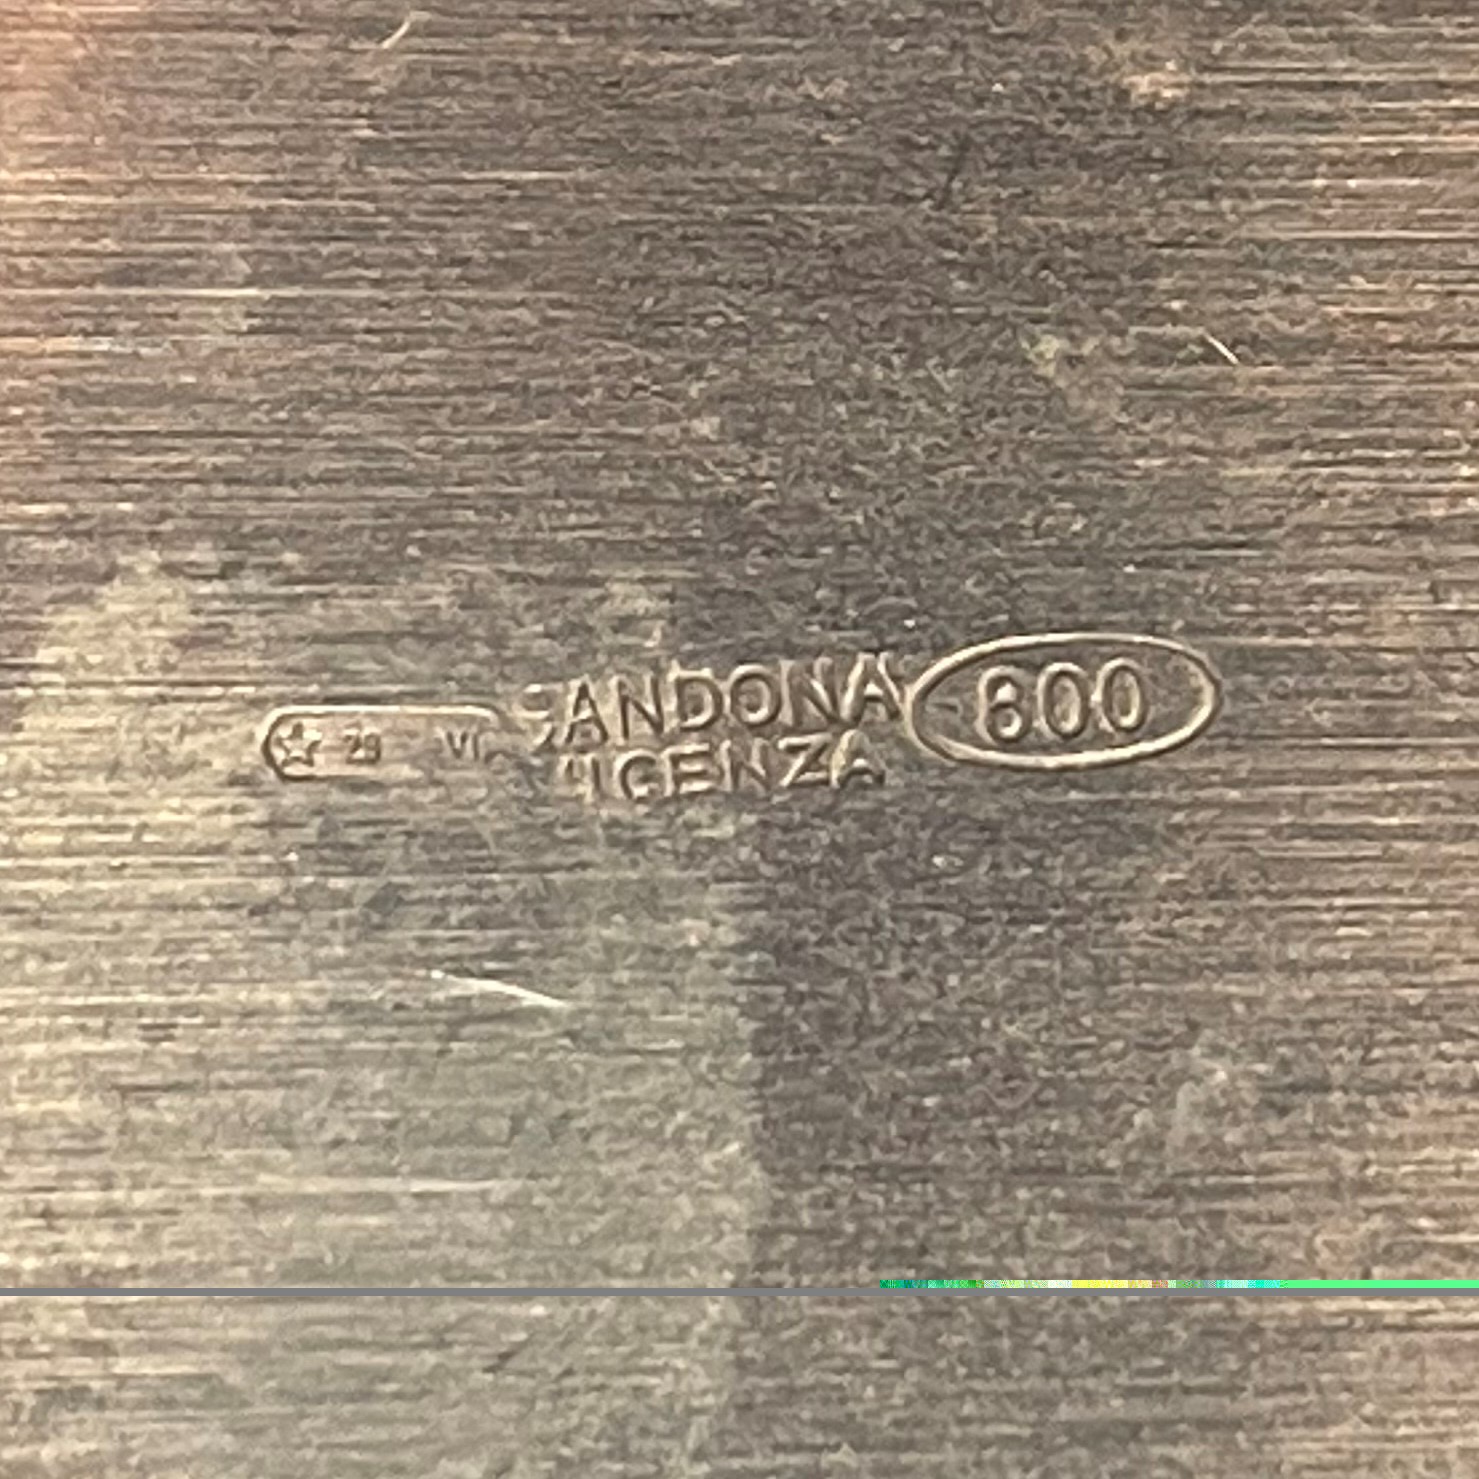 ☆ 29 VI SANDONA 800
VICENZA